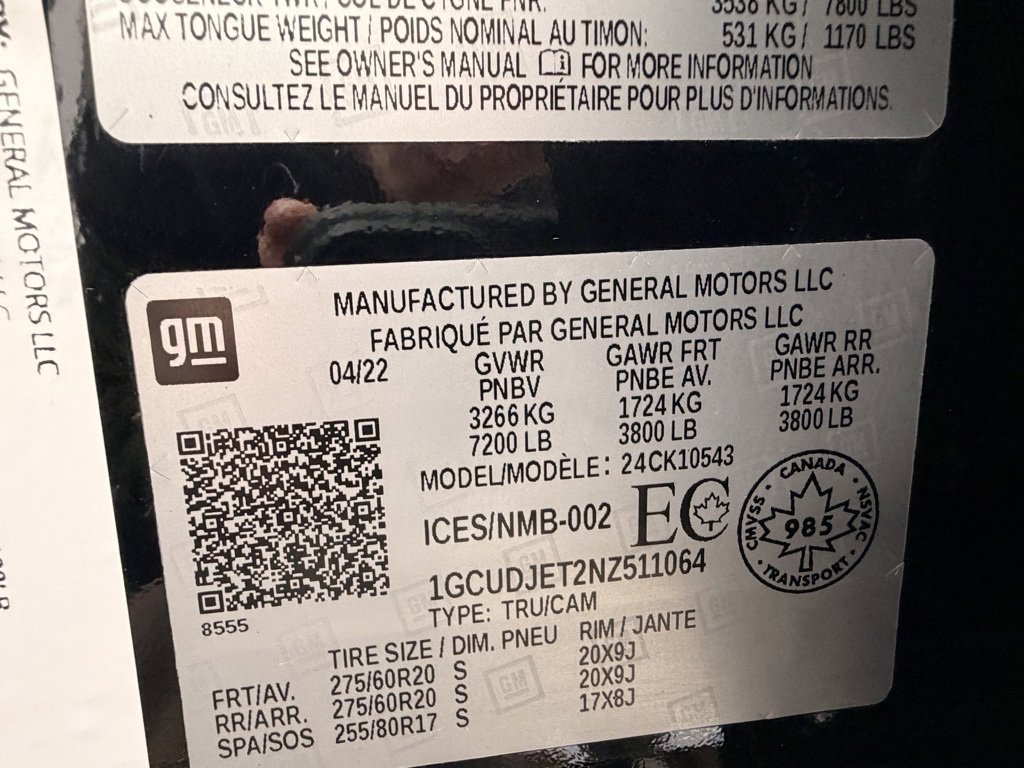 3538 KG / 7800 LBS
MAX TONGUE WEIGHT / POIDS NOMINAL AU TIMON: 531 KG / 1170 LBS
SEE OWNER'S MANUAL FOR MORE INFORMATION
CONSULTEZ LE MANUEL DU PROPRIÉTAIRE POUR PLUS D'INFORMATIONS.
GENERAL MOTORS LLC
gm
MANUFACTURED BY GENERAL MOTORS LLC
FABRIQUÉ PAR GENERAL MOTORS LLC
04/22 GVWR GAWR FRT GAWR RR
PNBV PNBE AV. PNBE ARR.
3266 KG 1724 KG 1724 KG
7200 LB 3800 LB 3800 LB
MODEL/MODÈLE: 24CK10543
ICES/NMB-002 EC
CANADA
CMVSS 985 NSVAC
TRANSPORT
1GCUDJET2NZ511064
TYPE: TRU/CAM
8555
TIRE SIZE / DIM. PNEU RIM / JANTE
FRT/AV. 275/60R20 S 20X9J
RR/ARR. 275/60R20 S 20X9J
SPA/SOS 255/80R17 S 17X8J